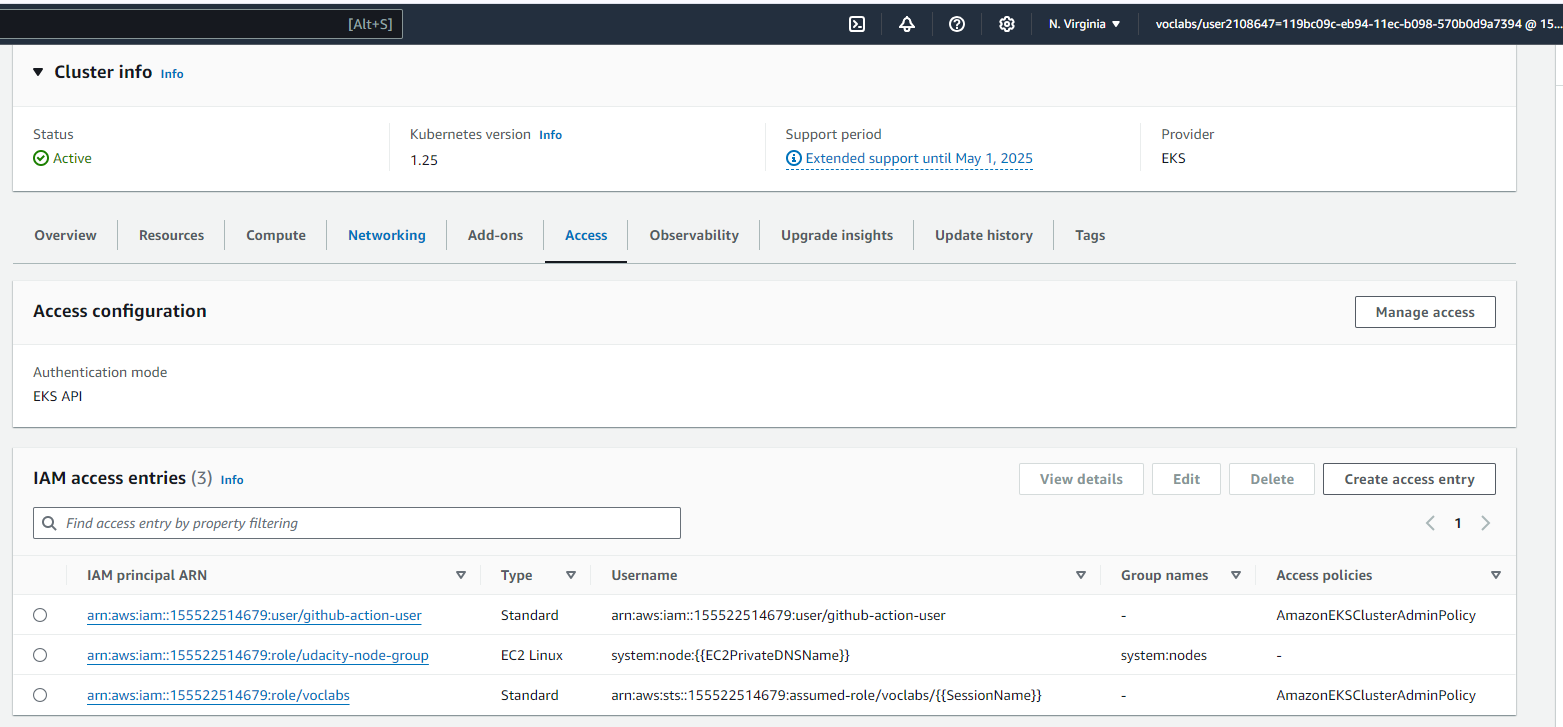 [Alt+S] N. Virginia voclabs/user2108647=119bc09c-eb94-11ec-b098-570b0d9a7394 @ 15...
Cluster info Info
Status Kubernetes version Info Support period Provider
Active 1.25 Extended support until May 1, 2025 EKS
Overview Resources Compute Networking Add-ons Access Observability Upgrade insights Update history Tags
Access configuration Manage access
Authentication mode
EKS API
IAM access entries (3) Info View details Edit Delete Create access entry
Find access entry by property filtering 1
IAM principal ARN Type Username Group names Access policies
arn:aws:iam::155522514679:user/github-action-user Standard arn:aws:iam::155522514679:user/github-action-user - AmazonEKSClusterAdminPolicy
arn:aws:iam::155522514679:role/udacity-node-group EC2 Linux system:node:{{EC2PrivateDNSName}} system:nodes -
arn:aws:iam::155522514679:role/voclabs Standard arn:aws:sts::155522514679:assumed-role/voclabs/{{SessionName}} - AmazonEKSClusterAdminPolicy